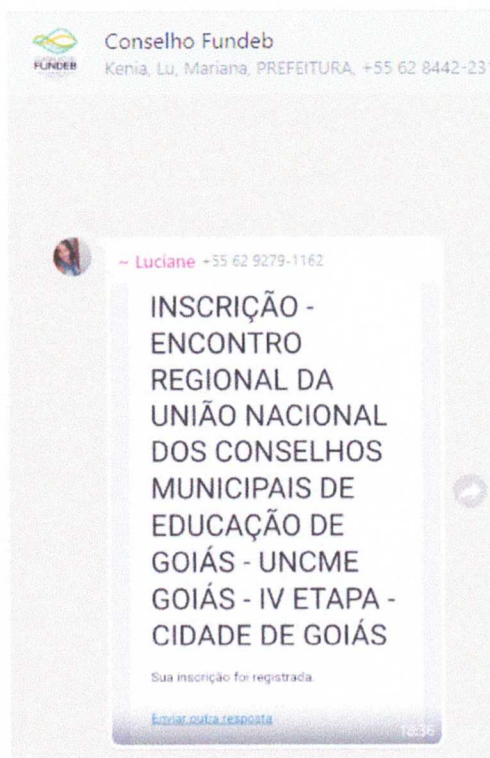 FUNDEB
Conselho Fundeb
Kenia, Lu, Mariana, PREFEITURA, +55 62 8442-231
~ Luciane +55 62 9279-1162
INSCRIÇÃO -
ENCONTRO
REGIONAL DA
UNIÃO NACIONAL
DOS CONSELHOS
MUNICIPAIS DE
EDUCAÇÃO DE
GOIÁS - UNCME
GOIÁS - IV ETAPA -
CIDADE DE GOIÁS
Sua inscrição foi registrada.
Enviar outra resposta
18:36